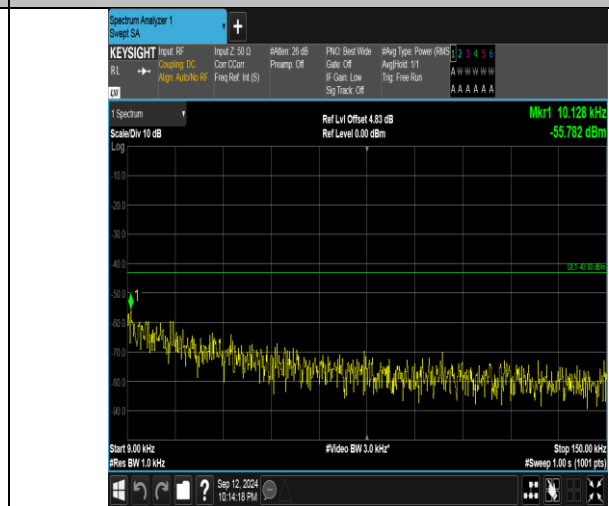 Spectrum Analyzer 1
Swept SA
+
KEYSIGHT Input: RF Input Z: 50 Ω #Atten: 26 dB PNO: Best Wide #Avg Type: Power (RMS 1 2 3 4 5 6
RL Coupling: DC Corr CCorr Preamp: Off Gate: Off Avg|Hold: 1/1 A W W W W W
Align: Auto/No RF Freq Ref: Int (S) IF Gain: Low Trig: Free Run
LXI Sig Track: Off A A A A A A
1 Spectrum Ref Lvl Offset 4.83 dB Mkr1 10.128 kHz
Scale/Div 10 dB Ref Level 0.00 dBm -55.782 dBm
Log
-10.0
-20.0
-30.0
-40.0
DL1 -43.00 dBm
-50.0
1
-60.0
-70.0
-80.0
-90.0
Start 9.00 kHz #Video BW 3.0 kHz* Stop 150.00 kHz
#Res BW 1.0 kHz #Sweep 1.00 s (1001 pts)
? Sep 12, 2024
10:14:18 PM